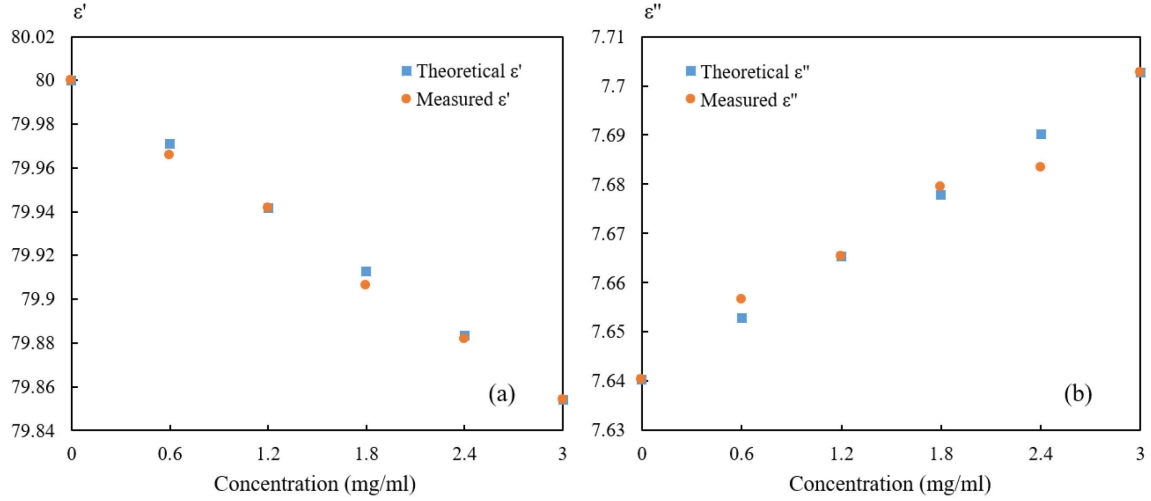 ε'
80.02
80
79.98
79.96
79.94
79.92
79.9
79.88
79.86
79.84
0 0.6 1.2 1.8 2.4 3
Concentration (mg/ml)
Theoretical ε'
Measured ε'
(a)
ε"
7.71
7.7
7.69
7.68
7.67
7.66
7.65
7.64
7.63
0 0.6 1.2 1.8 2.4 3
Concentration (mg/ml)
Theoretical ε"
Measured ε"
(b)